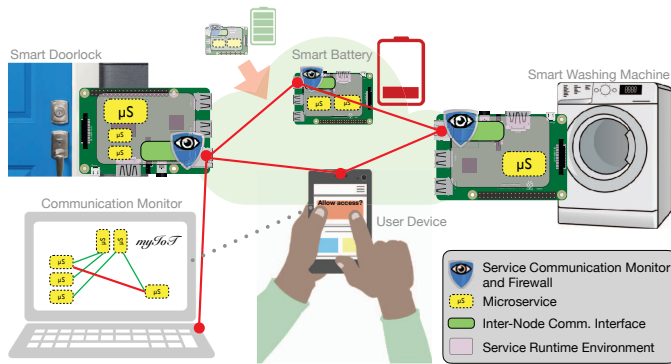 Smart Doorlock
Smart Battery
Smart Washing Machine
µS
µS
µS
µS
µS
µS
Communication Monitor
myIoT
µS
µS
µS
µS
µS
µS
Allow access?
User Device
Service Communication Monitor
and Firewall
µS
Microservice
Inter-Node Comm. Interface
Service Runtime Environment